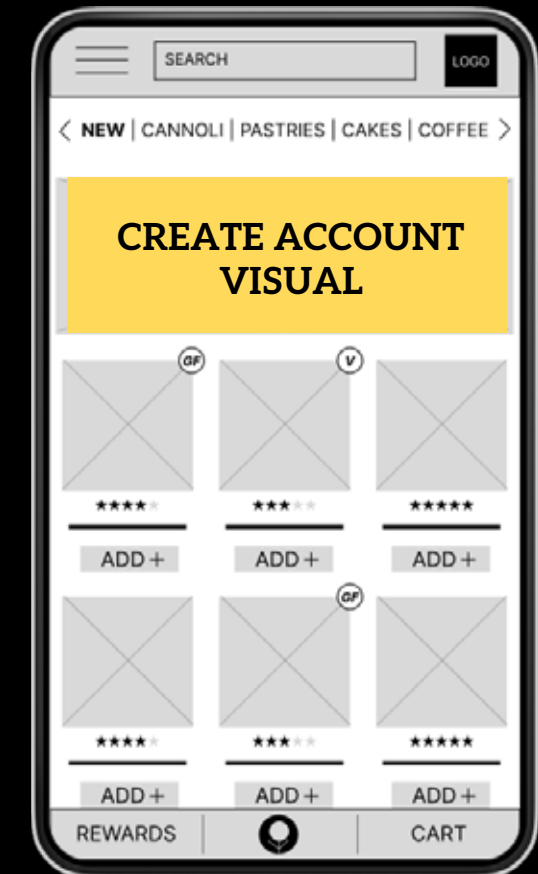 SEARCH
LOGO
< NEW | CANNOLI | PASTRIES | CAKES | COFFEE >
CREATE ACCOUNT
VISUAL
GF
V
★★★★★ ★★★★★ ★★★★★
ADD + ADD + ADD +
GF
★★★★★ ★★★★★ ★★★★★
ADD + ADD + ADD +
REWARDS CART